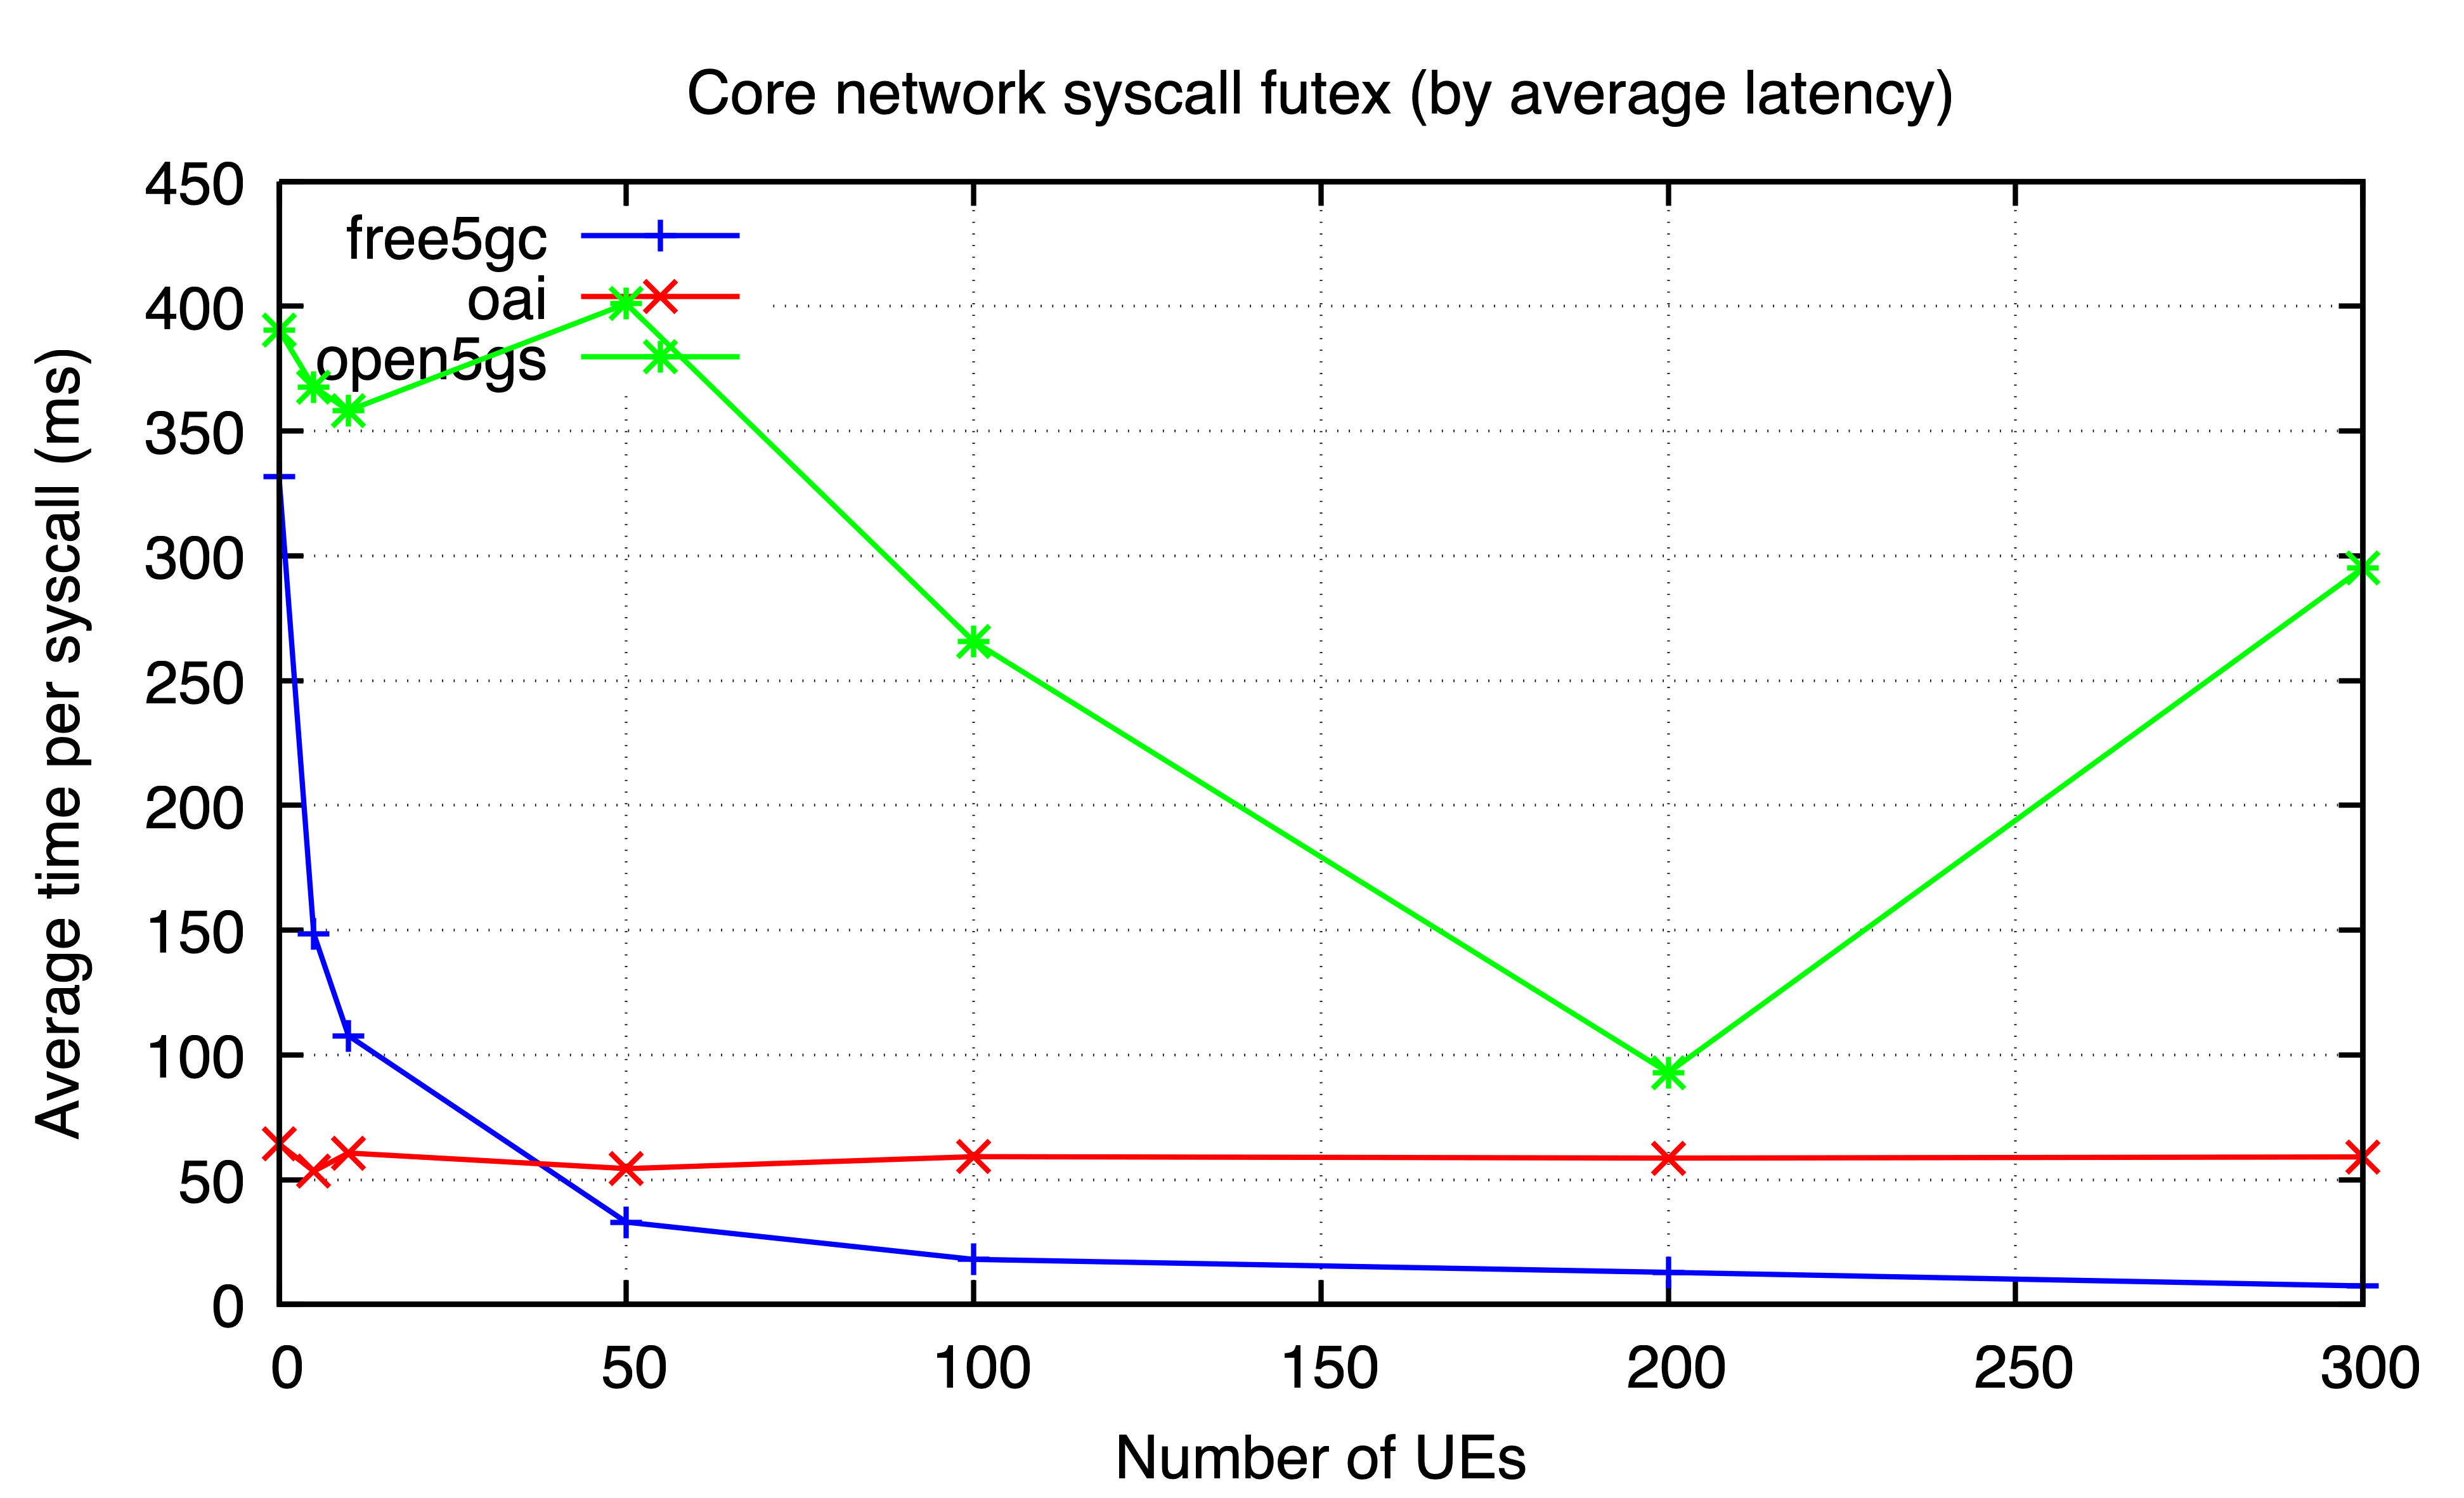 Core network syscall futex (by average latency)
Average time per syscall (ms)
450
400
350
300
250
200
150
100
50
0
free5gc
oai
open5gs
0 50 100 150 200 250 300
Number of UEs